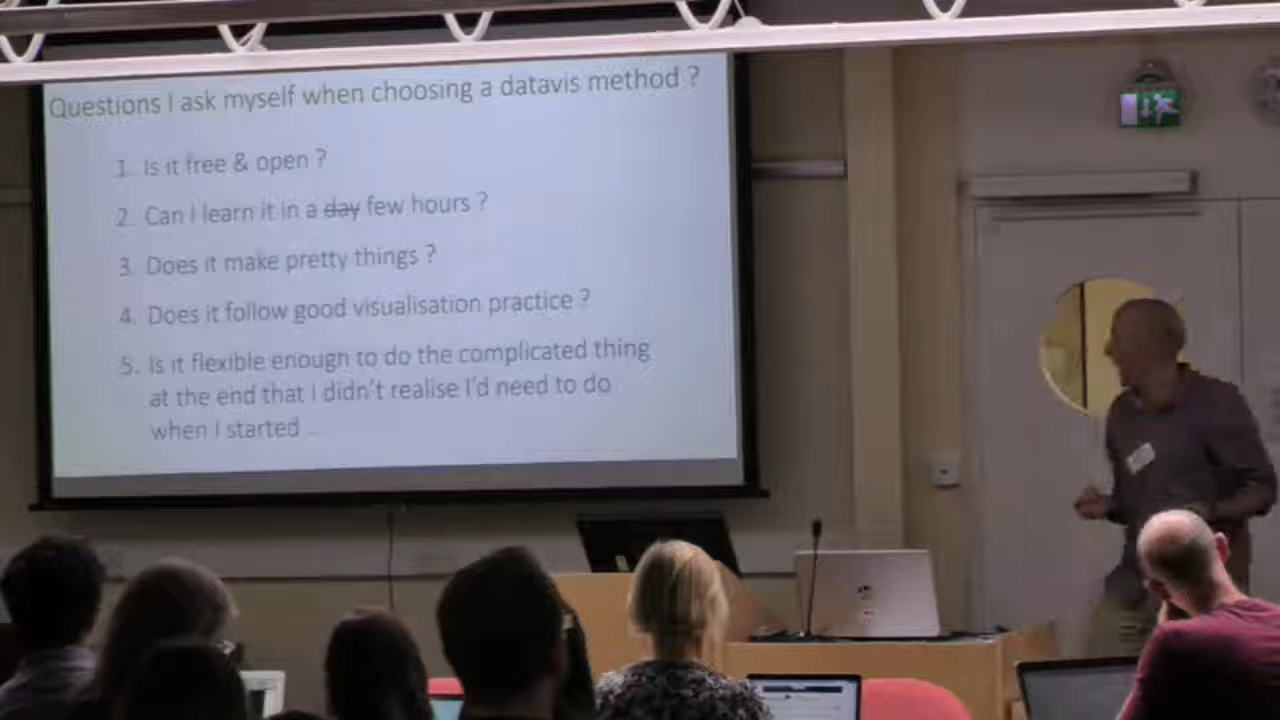 Questions I ask myself when choosing a datavis method ?
1. Is it free & open ?
2. Can I learn it in a day few hours ?
3. Does it make pretty things ?
4. Does it follow good visualisation practice ?
5. Is it flexible enough to do the complicated thing
at the end that I didn't realise I'd need to do
when I started ...